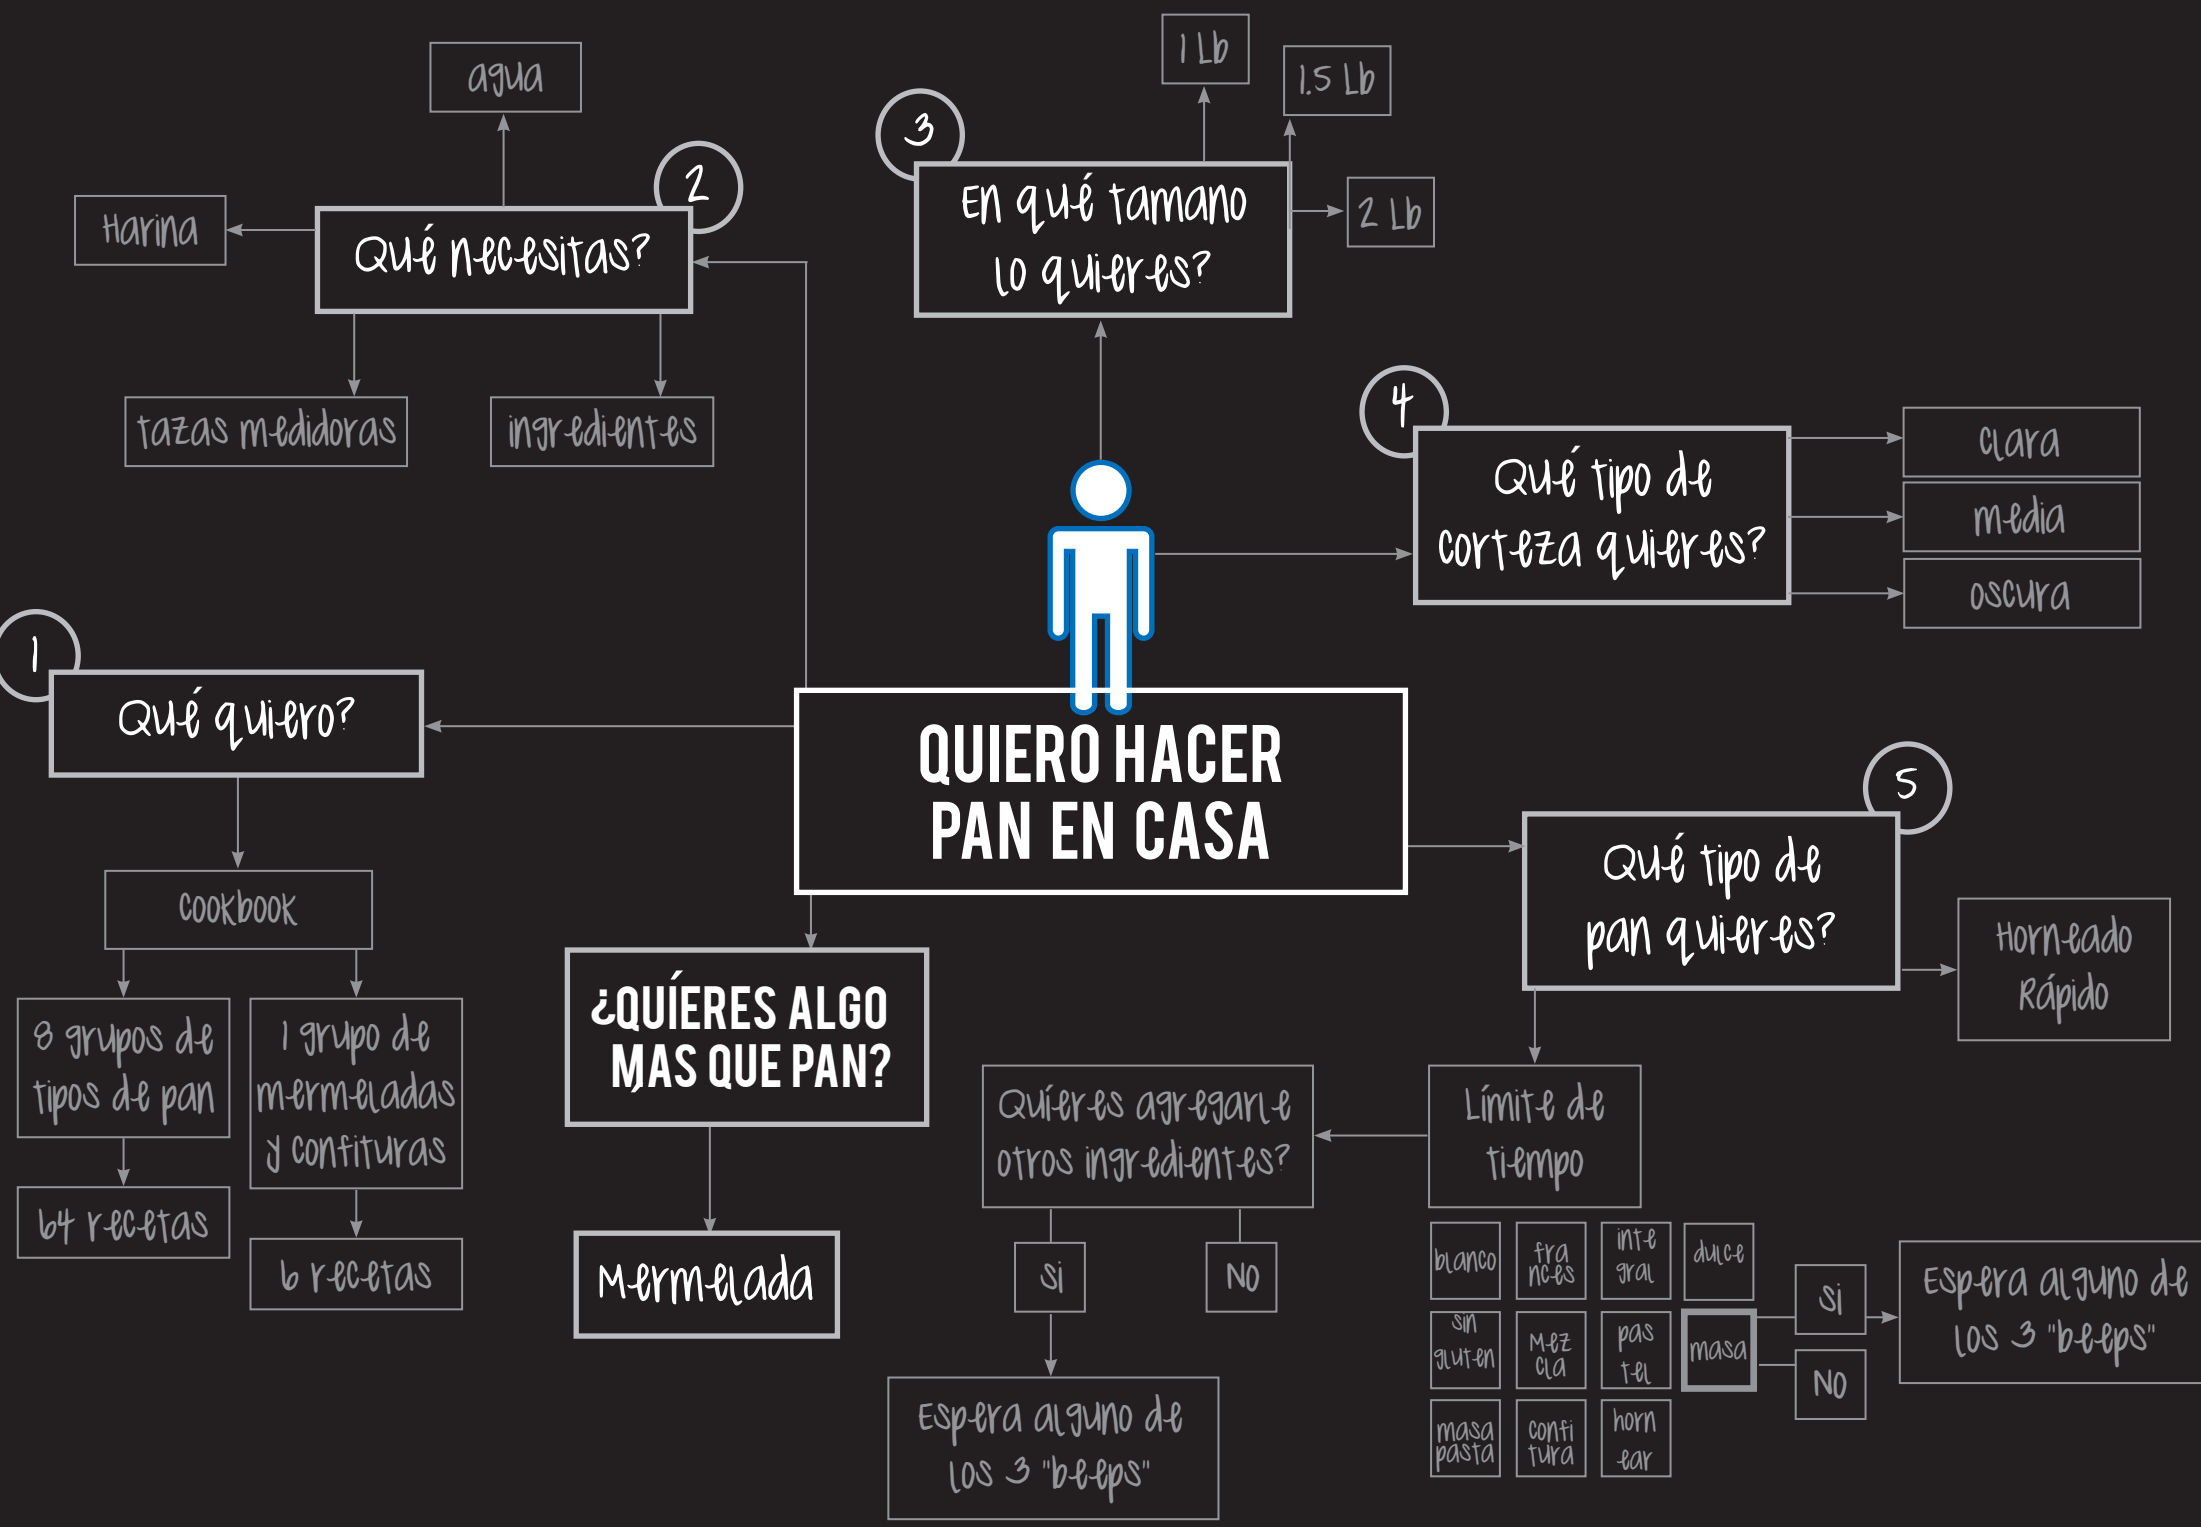 1 Lb
1.5 Lb
2 Lb
3
En qué tamano
lo quieres?
agua
2
Harina
Qué necesitas?
tazas medidoras
ingredientes
4
Qué tipo de
corteza quieres?
clara
media
oscura
1
Qué quiero?
cookbook
8 grupos de
tipos de pan
64 recetas
1 grupo de
mermeladas
y confituras
6 recetas
QUIERO HACER
PAN EN CASA
¿QUÍERES ALGO
MAS QUE PAN?
Mermelada
5
Qué tipo de
pan quieres?
Horneado
Rápido
Límite de
tiempo
Quíeres agregarle
otros ingredientes?
Si
NO
Espera alguno de
los 3 "beeps"
blanco
fra
nces
inte
gral
dulce
sin
gluten
Mez
cla
pas
tel
masa
masa
pasta
confi
tura
horn
ear
Si
NO
Espera alguno de
los 3 "beeps"